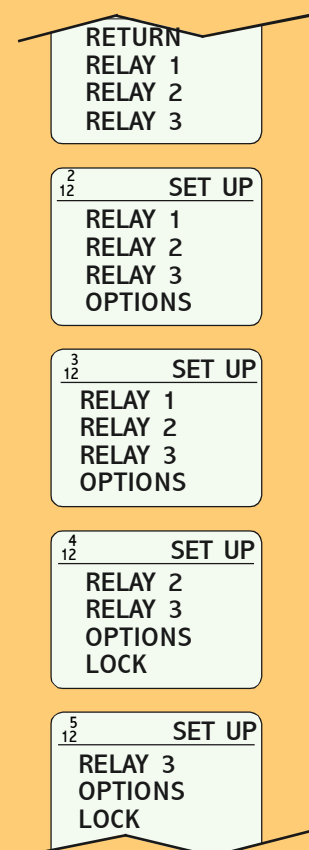 RETURN
RELAY 1
RELAY 2
RELAY 3
2
12 SET UP
RELAY 1
RELAY 2
RELAY 3
OPTIONS
3
12 SET UP
RELAY 1
RELAY 2
RELAY 3
OPTIONS
4
12 SET UP
RELAY 2
RELAY 3
OPTIONS
LOCK
5
12 SET UP
RELAY 3
OPTIONS
LOCK